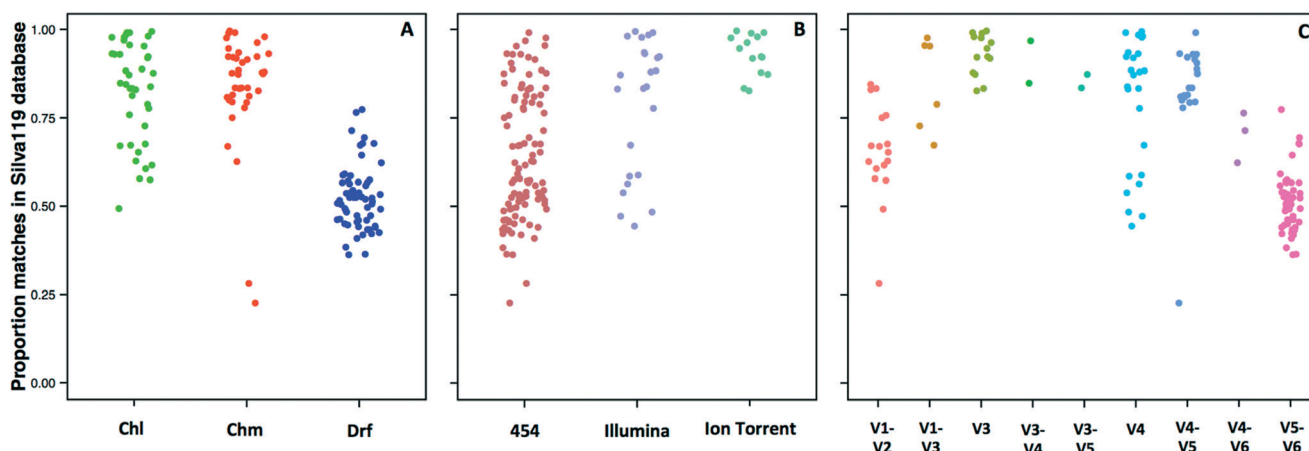 Proportion matches in Silva119 database
1.00
0.75
0.50
0.25
0.00
A
Chl
Chm
Drf
B
454
Illumina
Ion Torrent
C
V1-
V2
V1-
V3
V3
V3-
V4
V3-
V5
V4
V4-
V5
V4-
V6
V5-
V6